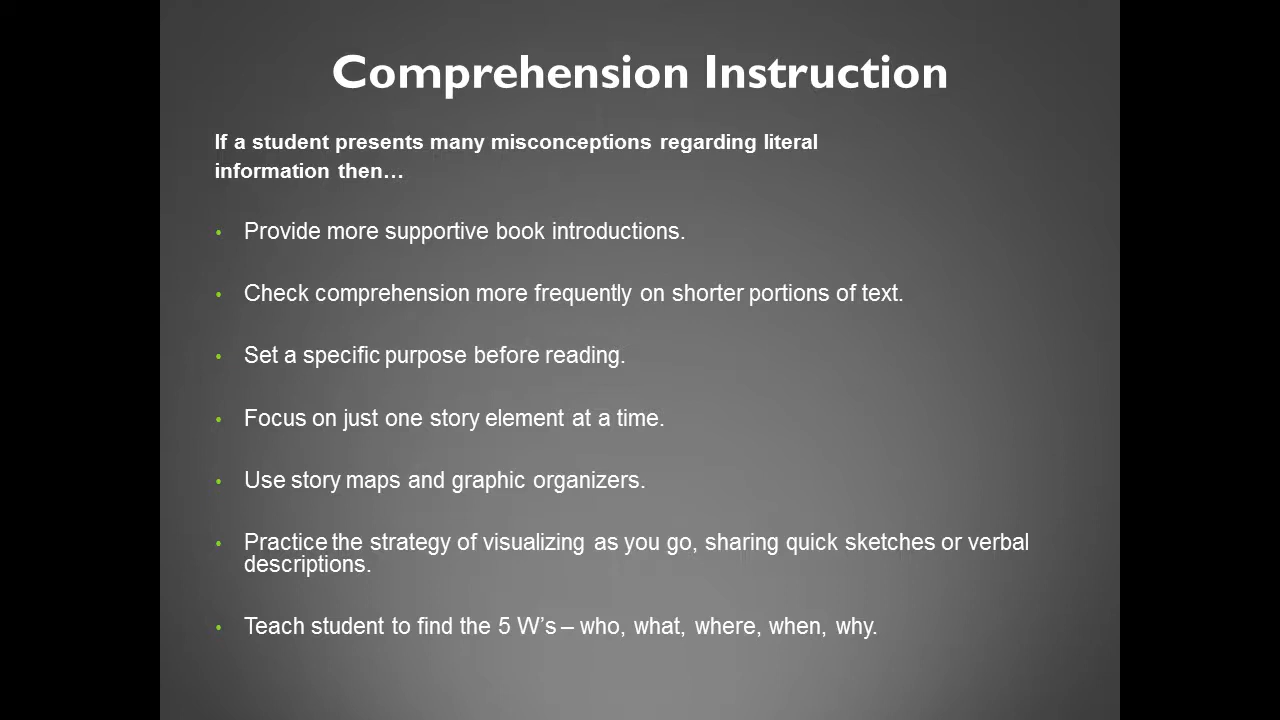 Comprehension Instruction
If a student presents many misconceptions regarding literal
information then…
• Provide more supportive book introductions.
• Check comprehension more frequently on shorter portions of text.
• Set a specific purpose before reading.
• Focus on just one story element at a time.
• Use story maps and graphic organizers.
• Practice the strategy of visualizing as you go, sharing quick sketches or verbal
descriptions.
• Teach student to find the 5 W’s – who, what, where, when, why.